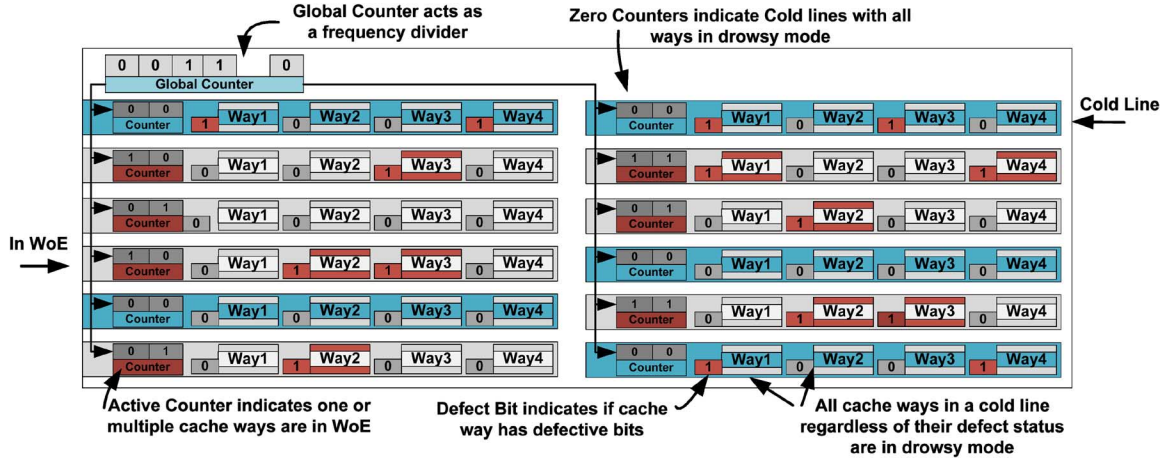 Global Counter acts as
a frequency divider
Zero Counters indicate Cold lines with all
ways in drowsy mode
0 0 1 1 0
Global Counter
Cold Line
In WoE
0 0
Counter
1 Way1 0 Way2 0 Way3 1 Way4
1 0
Counter
0 Way1 0 Way2 1 Way3 0 Way4
0 1
Counter
0 Way1 0 Way2 0 Way3 0 Way4
1 0
Counter
0 Way1 1 Way2 1 Way3 0 Way4
0 0
Counter
0 Way1 0 Way2 0 Way3 0 Way4
0 1
Counter
0 Way1 1 Way2 0 Way3 0 Way4
0 0
Counter
1 Way1 0 Way2 1 Way3 0 Way4
1 1
Counter
1 Way1 0 Way2 0 Way3 1 Way4
0 1
Counter
0 Way1 1 Way2 0 Way3 0 Way4
0 0
Counter
0 Way1 0 Way2 0 Way3 0 Way4
1 1
Counter
0 Way1 1 Way2 1 Way3 0 Way4
0 0
Counter
1 Way1 0 Way2 0 Way3 1 Way4
Active Counter indicates one or
multiple cache ways are in WoE
Defect Bit indicates if cache
way has defective bits
All cache ways in a cold line
regardless of their defect status
are in drowsy mode